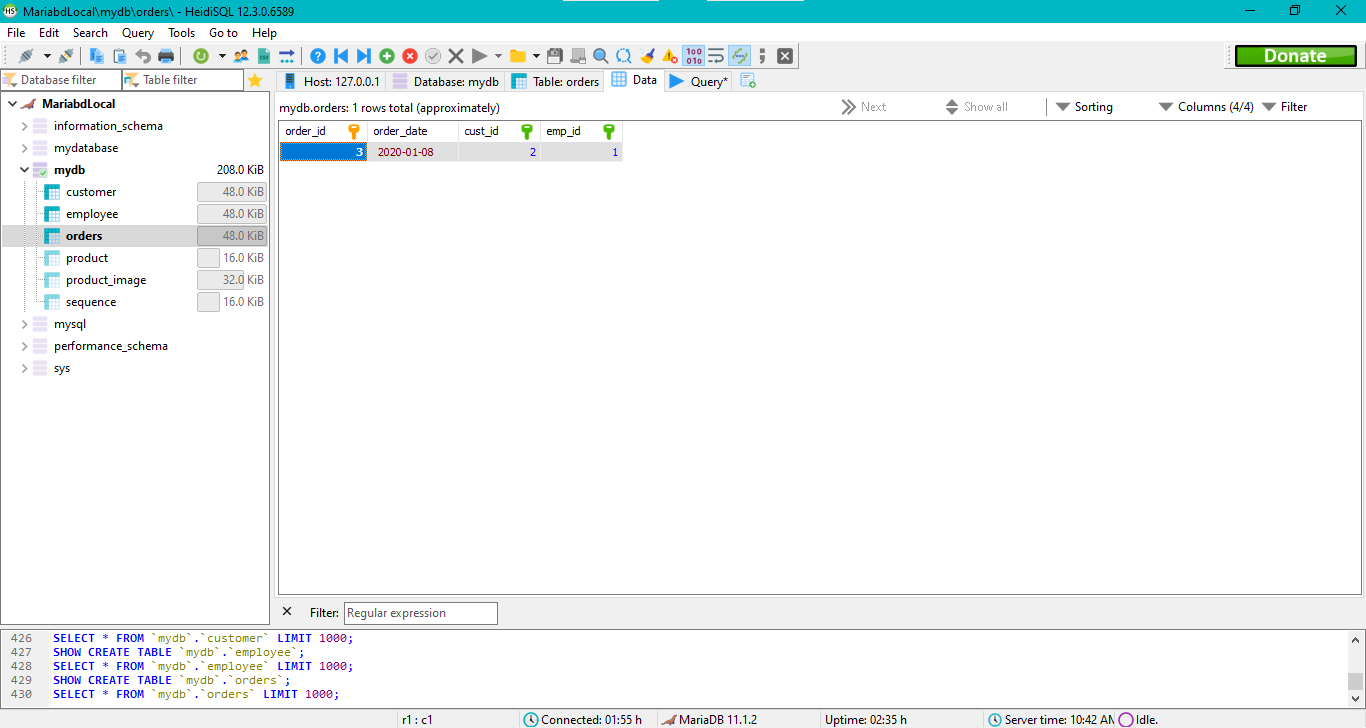 HS MariabdLocal\mydb\orders\ - HeidiSQL 12.3.0.6589
File Edit Search Query Tools Go to Help
Donate
Database filter Table filter Host: 127.0.0.1 Database: mydb Table: orders Data Query*
MariabdLocal
information_schema
mydatabase
mydb 208.0 KiB
customer 48.0 KiB
employee 48.0 KiB
orders 48.0 KiB
product 16.0 KiB
product_image 32.0 KiB
sequence 16.0 KiB
mysql
performance_schema
sys
mydb.orders: 1 rows total (approximately) Next Show all Sorting Columns (4/4) Filter
order_id order_date cust_id emp_id
3 2020-01-08 2 1
Filter: Regular expression
426 SELECT * FROM `mydb`.`customer` LIMIT 1000;
427 SHOW CREATE TABLE `mydb`.`employee`;
428 SELECT * FROM `mydb`.`employee` LIMIT 1000;
429 SHOW CREATE TABLE `mydb`.`orders`;
430 SELECT * FROM `mydb`.`orders` LIMIT 1000;
r1 : c1 Connected: 01:55 h MariaDB 11.1.2 Uptime: 02:35 h Server time: 10:42 AM Idle.